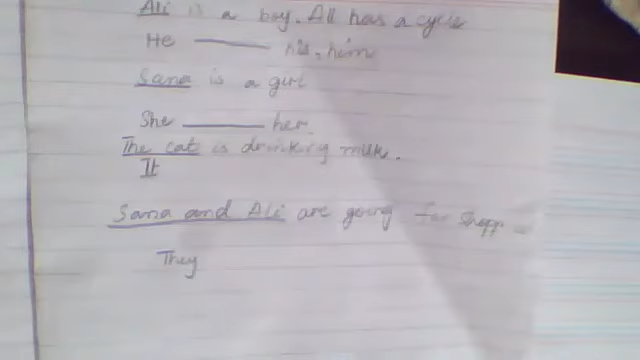 Ali is a boy. Ali has a cycle
He ______ his, him
Sana is a girl
She ______ her.
The cat is drinking milk.
It
Sana and Ali are going for shopp
They